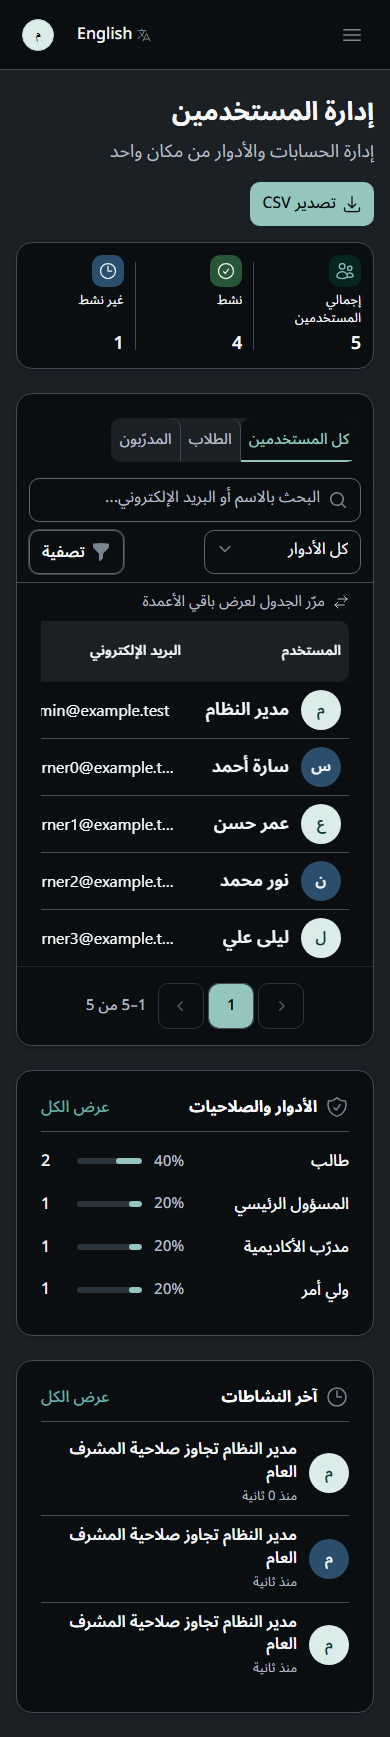 م
English
إدارة المستخدمين
إدارة الحسابات والأدوار من مكان واحد
تصدير CSV
إجمالي المستخدمين
5
نشط
4
غير نشط
1
كل المستخدمين
الطلاب
المدرّبون
البحث بالاسم أو البريد الإلكتروني...
كل الأدوار
تصفية
مرّر الجدول لعرض باقي الأعمدة
المستخدم
البريد الإلكتروني
م
مدير النظام
min@example.test
س
سارة أحمد
rner0@example.t...
ع
عمر حسن
rner1@example.t...
ن
نور محمد
rner2@example.t...
ل
ليلى علي
rner3@example.t...
1
1–5 من 5
الأدوار والصلاحيات
عرض الكل
طالب
40%
2
المسؤول الرئيسي
20%
1
مدرّب الأكاديمية
20%
1
ولي أمر
20%
1
آخر النشاطات
عرض الكل
م
مدير النظام تجاوز صلاحية المشرف
العام
منذ 0 ثانية
م
مدير النظام تجاوز صلاحية المشرف
العام
منذ ثانية
م
مدير النظام تجاوز صلاحية المشرف
العام
منذ ثانية